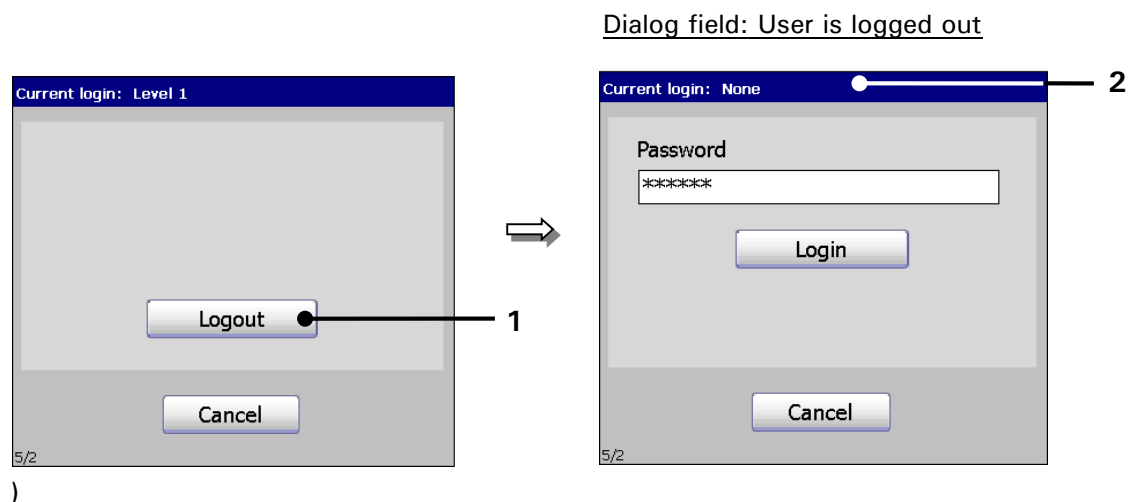 Dialog field: User is logged out
Current login: Level 1
Logout
1
Cancel
5/2
Current login: None
2
Password
******
Login
Cancel
5/2
)